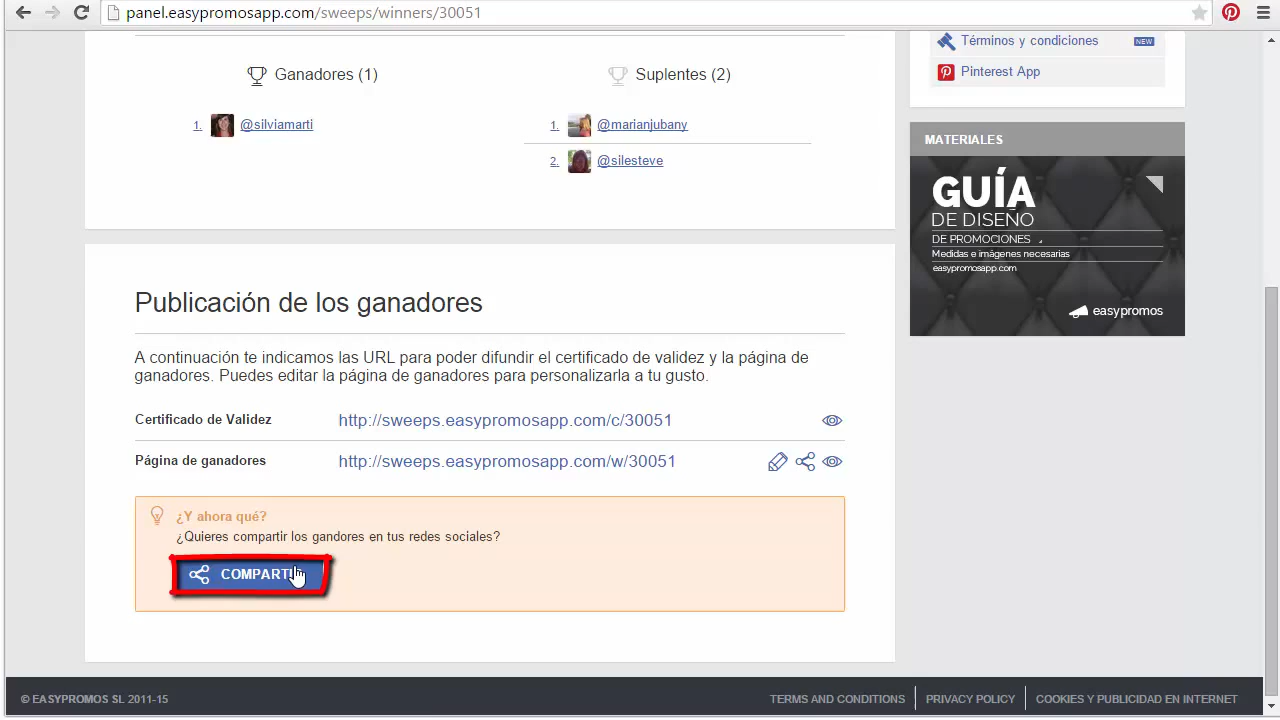 panel.easypromosapp.com/sweeps/winners/30051
Términos y condiciones NEW
Pinterest App
Ganadores (1)
Suplentes (2)
1. @silviamarti
1. @marianjubany
2. @silesteve
MATERIALES
GUÍA
DE DISEÑO
DE PROMOCIONES
Medidas e imágenes necesarias
easypromosapp.com
easypromos
Publicación de los ganadores
A continuación te indicamos las URL para poder difundir el certificado de validez y la página de
ganadores. Puedes editar la página de ganadores para personalizarla a tu gusto.
Certificado de Validez http://sweeps.easypromosapp.com/c/30051
Página de ganadores http://sweeps.easypromosapp.com/w/30051
¿Y ahora qué?
¿Quieres compartir los gandores en tus redes sociales?
COMPARTIR
© EASYPROMOS SL 2011-15
TERMS AND CONDITIONS
PRIVACY POLICY
COOKIES Y PUBLICIDAD EN INTERNET